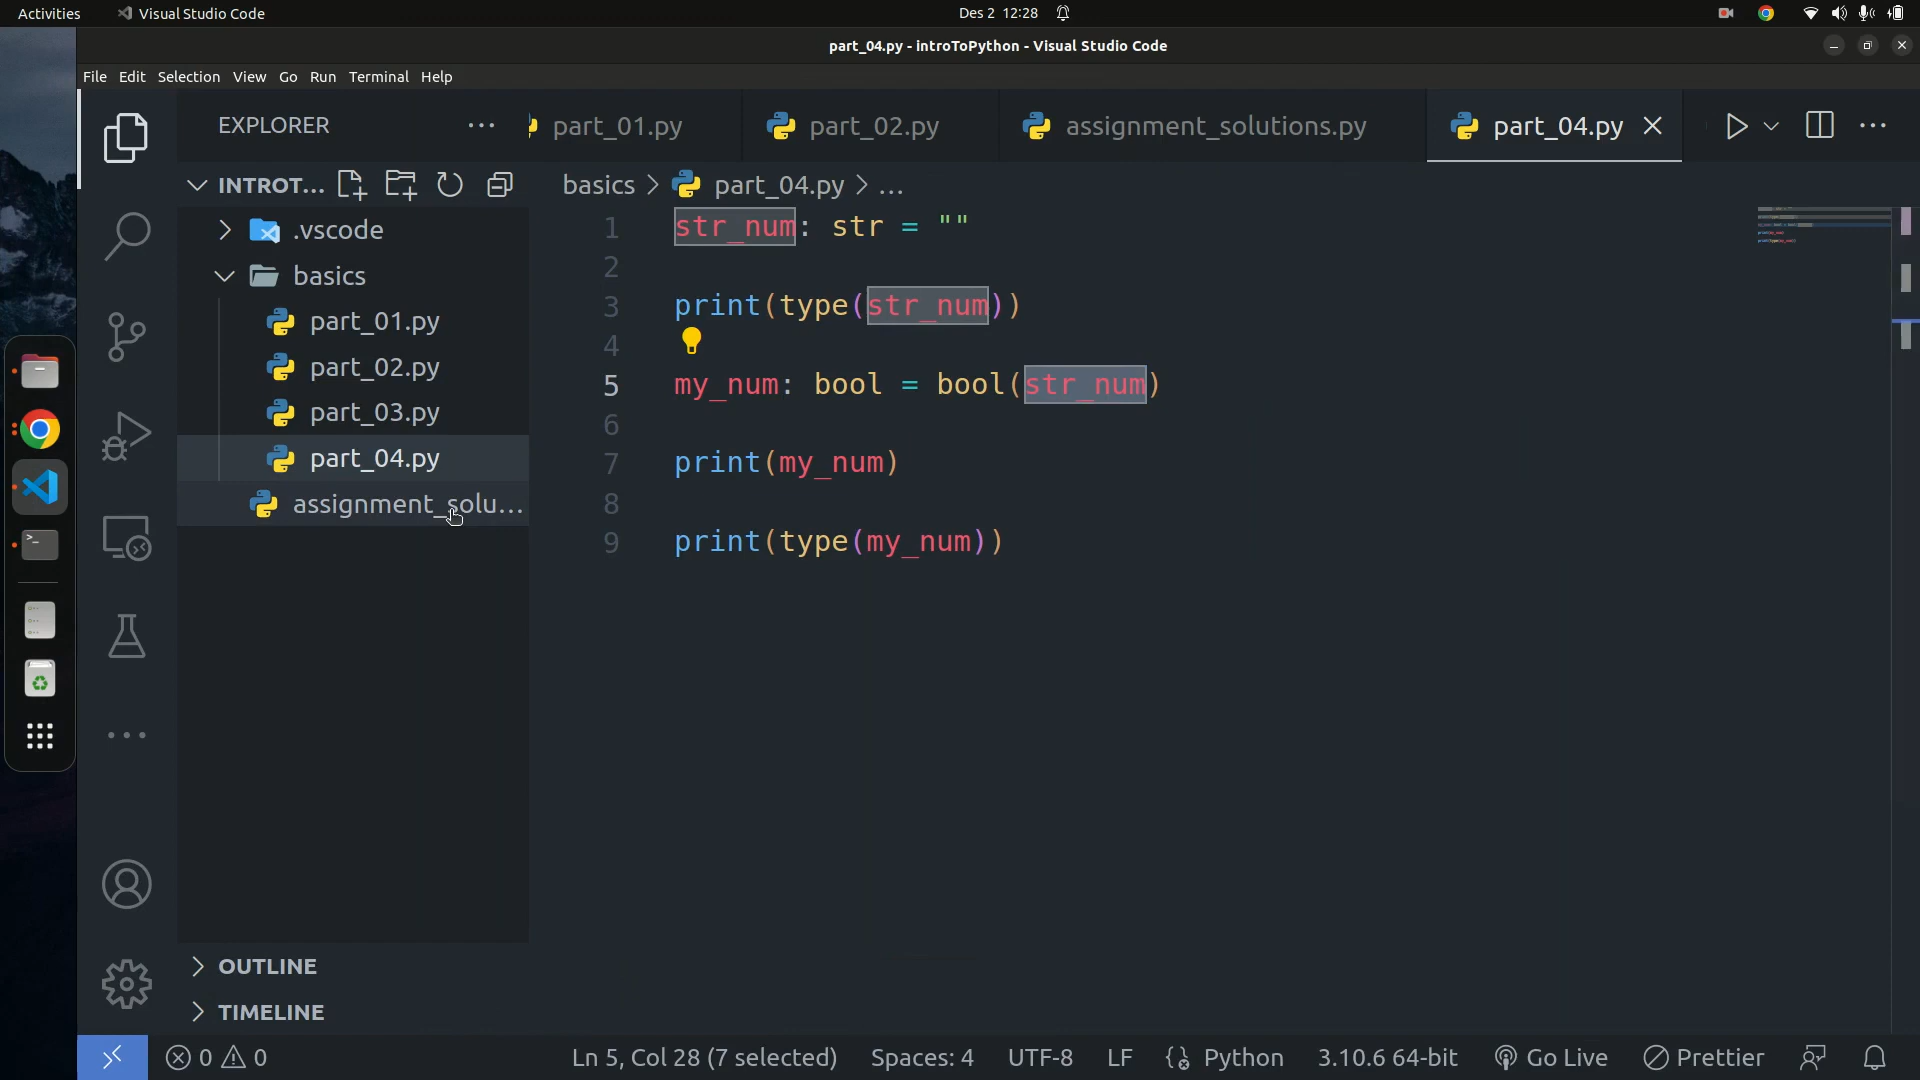 Activities Visual Studio Code Des 2 12:28
part_04.py - introToPython - Visual Studio Code
File Edit Selection View Go Run Terminal Help
EXPLORER ··· part_01.py part_02.py assignment_solutions.py part_04.py
INTROT...
basics > part_04.py > ...
.vscode
basics
part_01.py
part_02.py
part_03.py
part_04.py
assignment_solu...
1 str_num: str = ""
2
3 print(type(str_num))
4
5 my_num: bool = bool(str_num)
6
7 print(my_num)
8
9 print(type(my_num))
OUTLINE
TIMELINE
0 0 Ln 5, Col 28 (7 selected) Spaces: 4 UTF-8 LF Python 3.10.6 64-bit Go Live Prettier